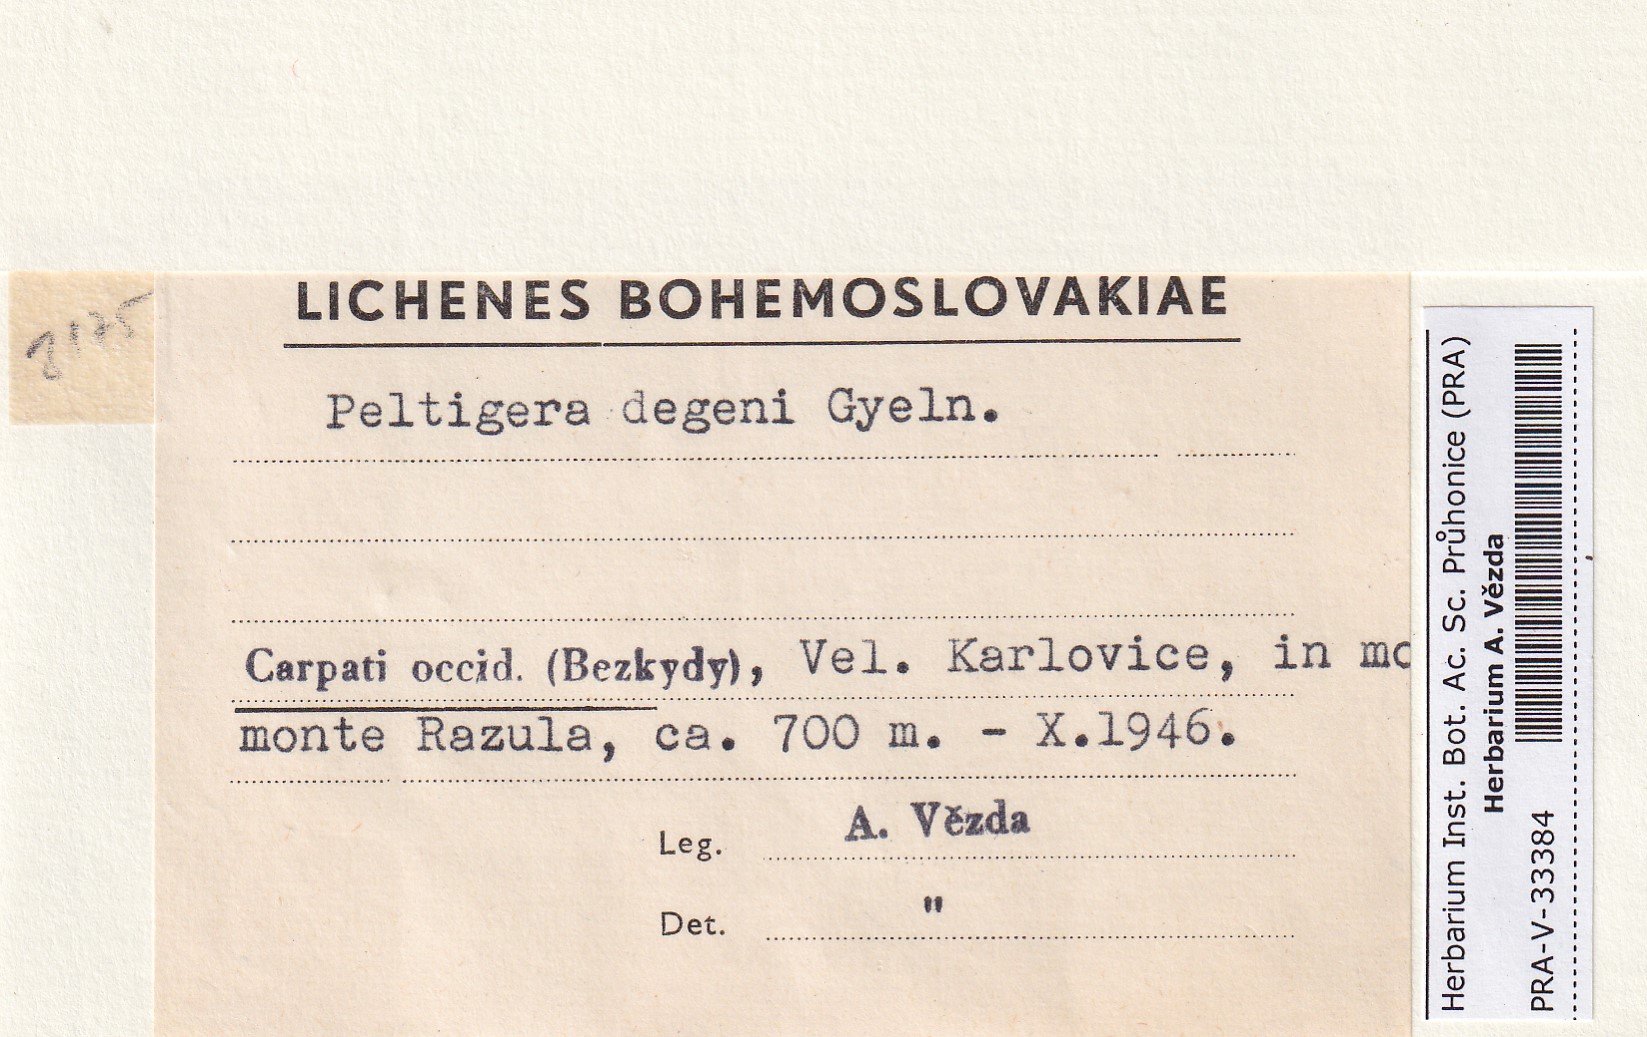 LICHENES BOHEMOSLOVAKIAE
8175
Peltigera degeni Gyeln.
Carpati occid. (Bezkydy), Vel. Karlovice, in mo
monte Razula, ca. 700 m. - X.1946.
Leg. A. Vězda
Det. "
Herbarium Inst. Bot. Ac. Sc. Průhonice (PRA)
Herbarium A. Vězda
PRA-V-33384